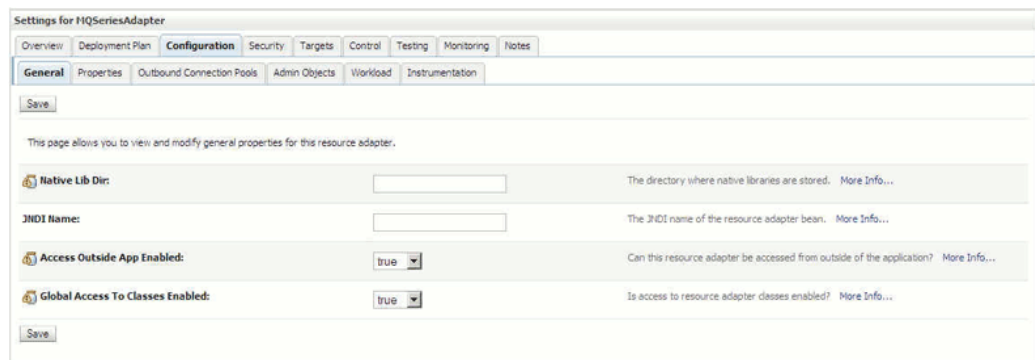 Settings for MQSeriesAdapter
Overview Deployment Plan Configuration Security Targets Control Testing Monitoring Notes
General Properties Outbound Connection Pools Admin Objects Workload Instrumentation
Save
This page allows you to view and modify general properties for this resource adapter.
Native Lib Dir: The directory where native libraries are stored. More Info...
JNDI Name: The JNDI name of the resource adapter bean. More Info...
Access Outside App Enabled: true Can this resource adapter be accessed from outside of the application? More Info...
Global Access To Classes Enabled: true Is access to resource adapter classes enabled? More Info...
Save